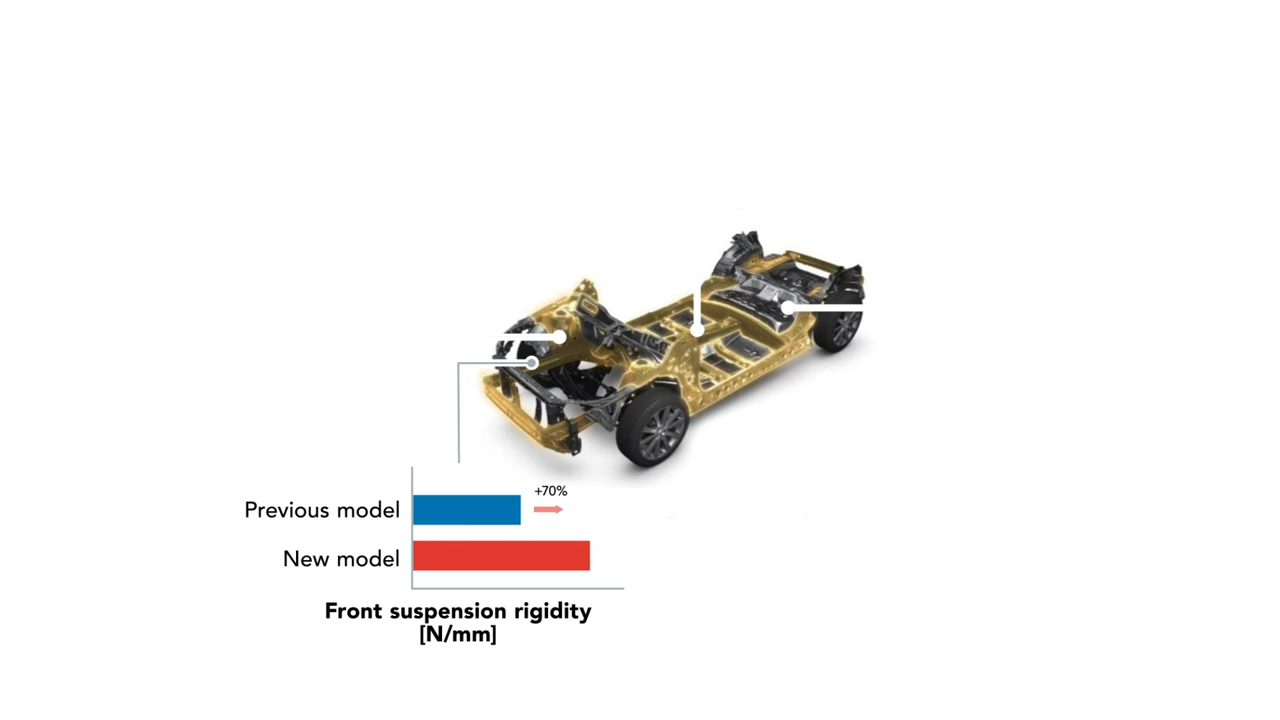 +70%
Previous model
New model
Front suspension rigidity
[N/mm]